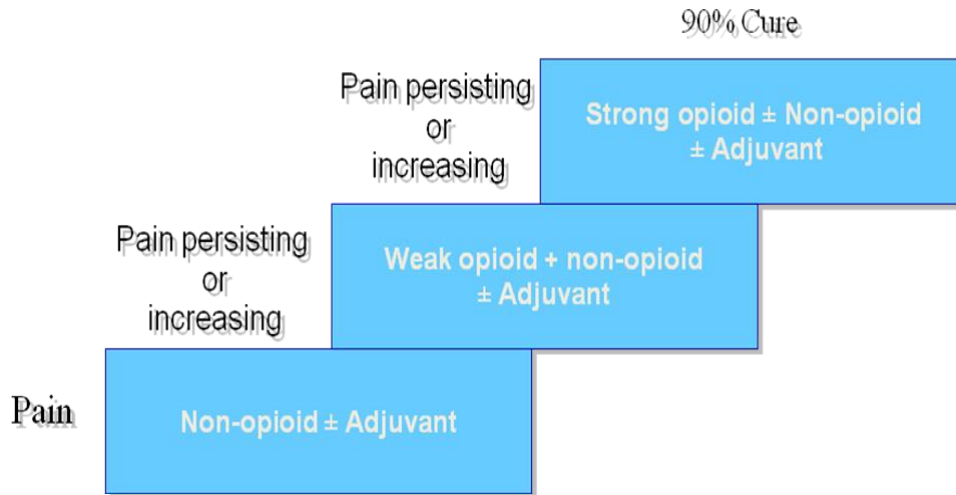 90% Cure
Pain persisting
or
increasing
Strong opioid ± Non-opioid
± Adjuvant
Pain persisting
or
increasing
Weak opioid + non-opioid
± Adjuvant
Pain
Non-opioid ± Adjuvant